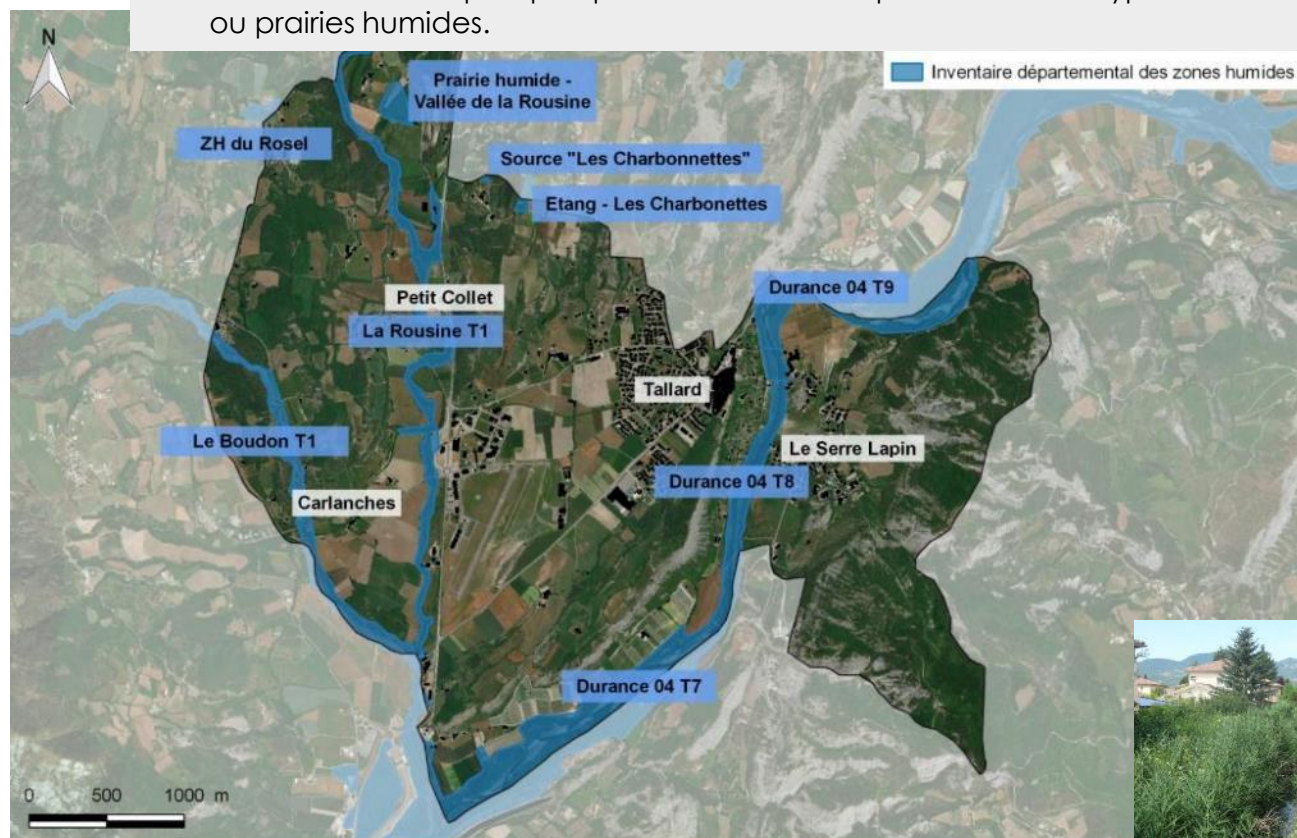 ou prairies humides.
N
Inventaire départemental des zones humides
Prairie humide -
Vallée de la Rousine
ZH du Rosel
Source "Les Charbonnettes"
Etang - Les Charbonettes
Durance 04 T9
Petit Collet
La Rousine T1
Tallard
Le Boudon T1
Le Serre Lapin
Durance 04 T8
Carlanches
Durance 04 T7
0 500 1000 m